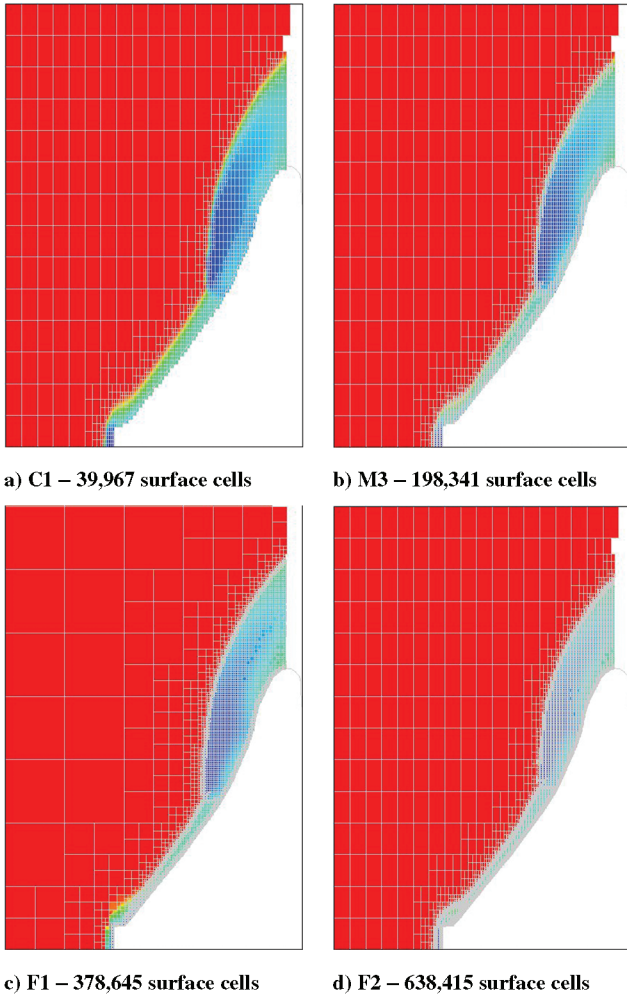 a) C1 – 39,967 surface cells
b) M3 – 198,341 surface cells
c) F1 – 378,645 surface cells
d) F2 – 638,415 surface cells